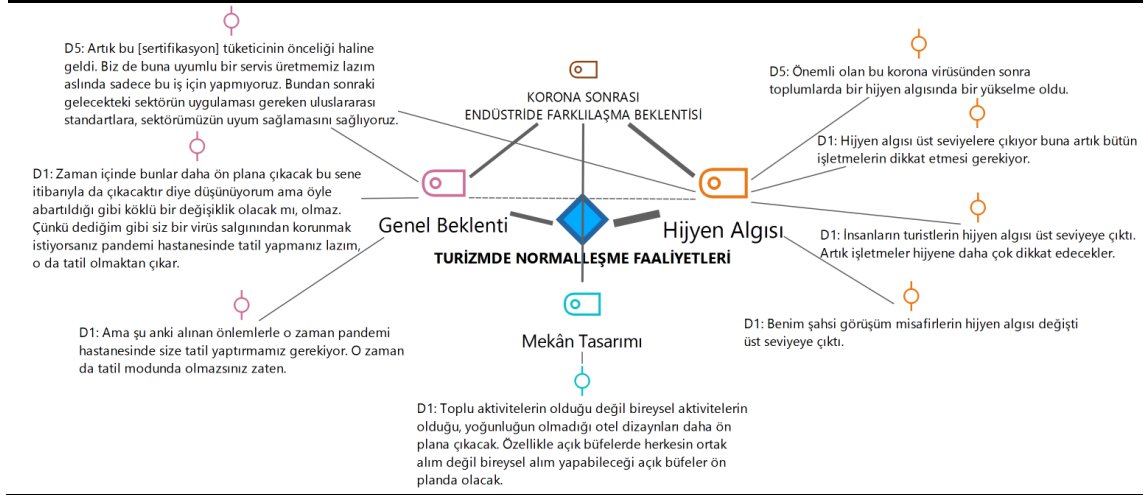 D5: Artık bu [sertifikasyon] tüketicinin önceliği haline
geldi. Biz de buna uyumlu bir servis üretmemiz lazım
aslında sadece bu iş için yapmıyoruz. Bundan sonraki
gelecekteki sektörün uygulaması gereken uluslararası
standartlara, sektörümüzün uyum sağlamasını sağlıyoruz.
KORONA SONRASI
ENDÜSTRİDE FARKLILAŞMA BEKLENTİSİ
D5: Önemli olan bu korona virüsünden sonra
toplumlarda bir hijyen algısında bir yükselme oldu.
D1: Hijyen algısı üst seviyelere çıkıyor buna artık bütün
işletmelerin dikkat etmesi gerekiyor.
D1: Zaman içinde bunlar daha ön plana çıkacak bu sene
itibarıyla da çıkacaktır diye düşünüyorum ama öyle
abartıldığı gibi köklü bir değişiklik olacak mı, olmaz.
Çünkü dediğim gibi siz bir virüs salgınından korunmak
istiyorsanız pandemi hastanesinde tatil yapmanız lazım,
o da tatil olmaktan çıkar.
Genel Beklenti
Hijyen Algısı
TURİZMDE NORMALLEŞME FAALİYETLERİ
D1: İnsanların turistlerin hijyen algısı üst seviyeye çıktı.
Artık işletmeler hijyene daha çok dikkat edecekler.
D1: Ama şu anki alınan önlemlerle o zaman pandemi
hastanesinde size tatil yaptırmamız gerekiyor. O zaman
da tatil modunda olmazsınız zaten.
Mekân Tasarımı
D1: Benim şahsi görüşüm misafirlerin hijyen algısı değişti
üst seviyeye çıktı.
D1: Toplu aktivitelerin olduğu değil bireysel aktivitelerin
olduğu, yoğunluğun olmadığı otel dizaynları daha ön
plana çıkacak. Özellikle açık büfelerde herkesin ortak
alım değil bireysel alım yapabileceği açık büfeler ön
planda olacak.